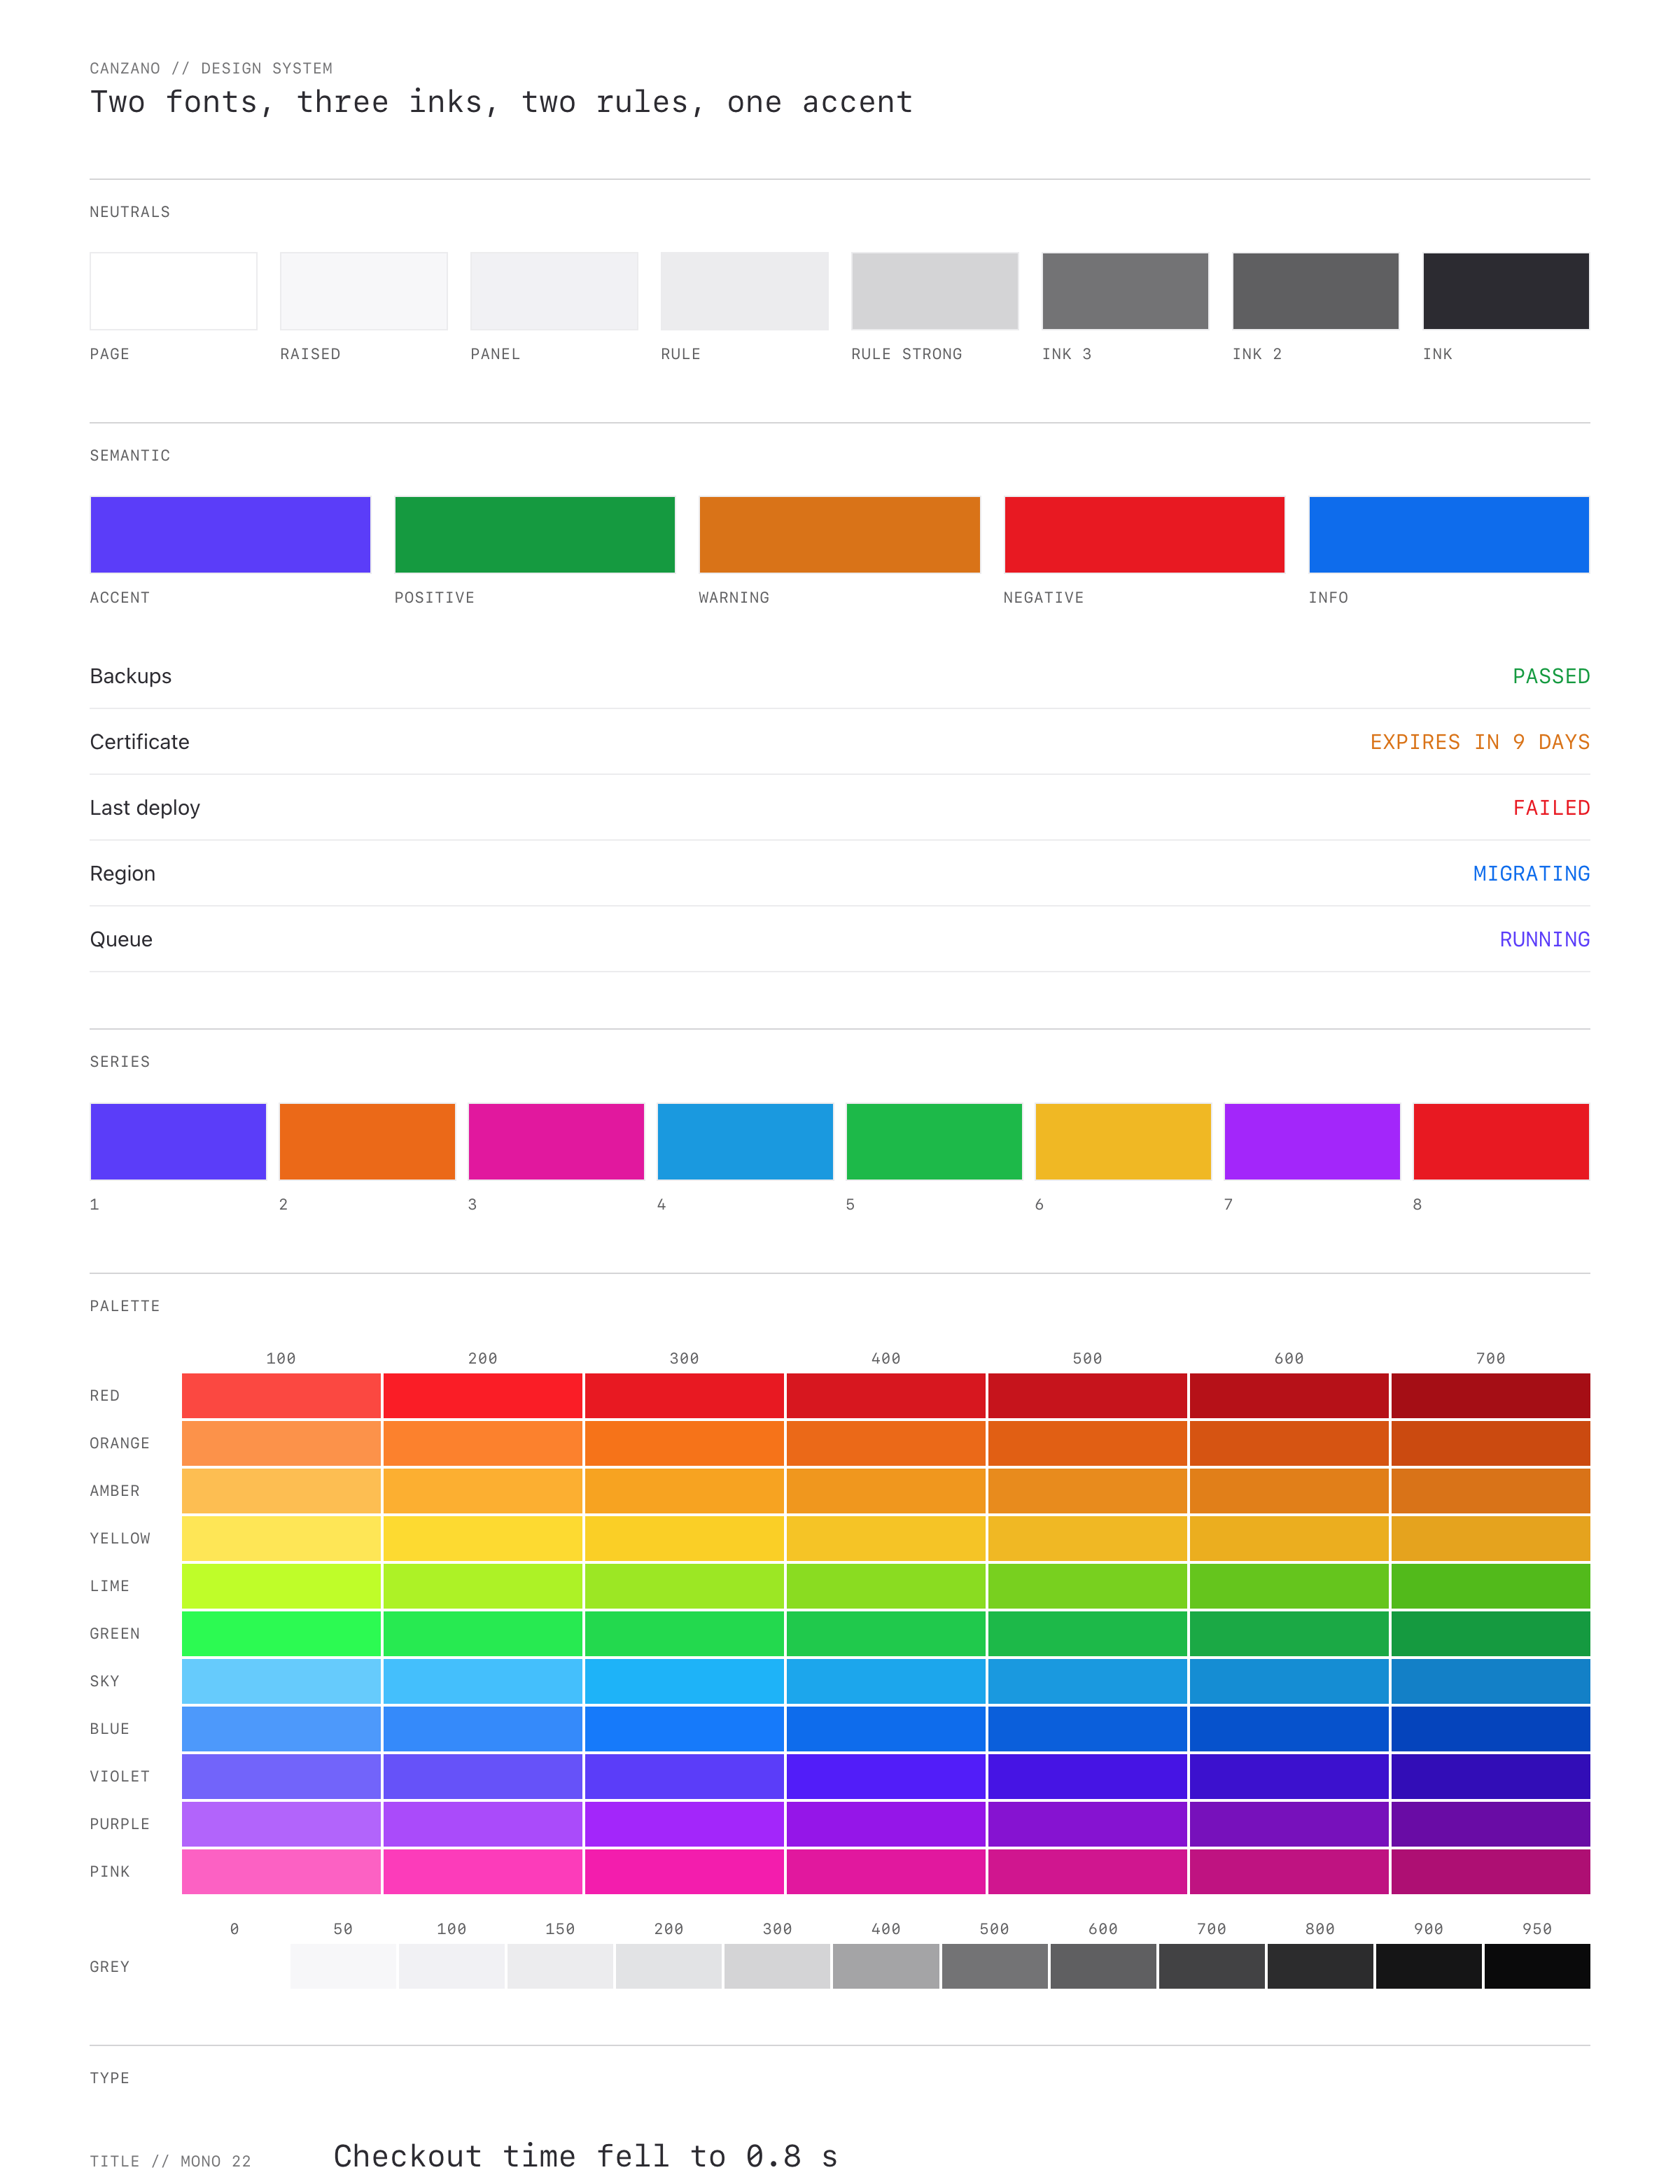 CANZANO // DESIGN SYSTEM
Two fonts, three inks, two rules, one accent
NEUTRALS
PAGE RAISED PANEL RULE RULE STRONG INK 3 INK 2 INK
SEMANTIC
ACCENT POSITIVE WARNING NEGATIVE INFO
Backups PASSED
Certificate EXPIRES IN 9 DAYS
Last deploy FAILED
Region MIGRATING
Queue RUNNING
SERIES
1 2 3 4 5 6 7 8
PALETTE
100 200 300 400 500 600 700
RED
ORANGE
AMBER
YELLOW
LIME
GREEN
SKY
BLUE
VIOLET
PURPLE
PINK
0 50 100 150 200 300 400 500 600 700 800 900 950
GREY
TYPE
TITLE // MONO 22 Checkout time fell to 0.8 s